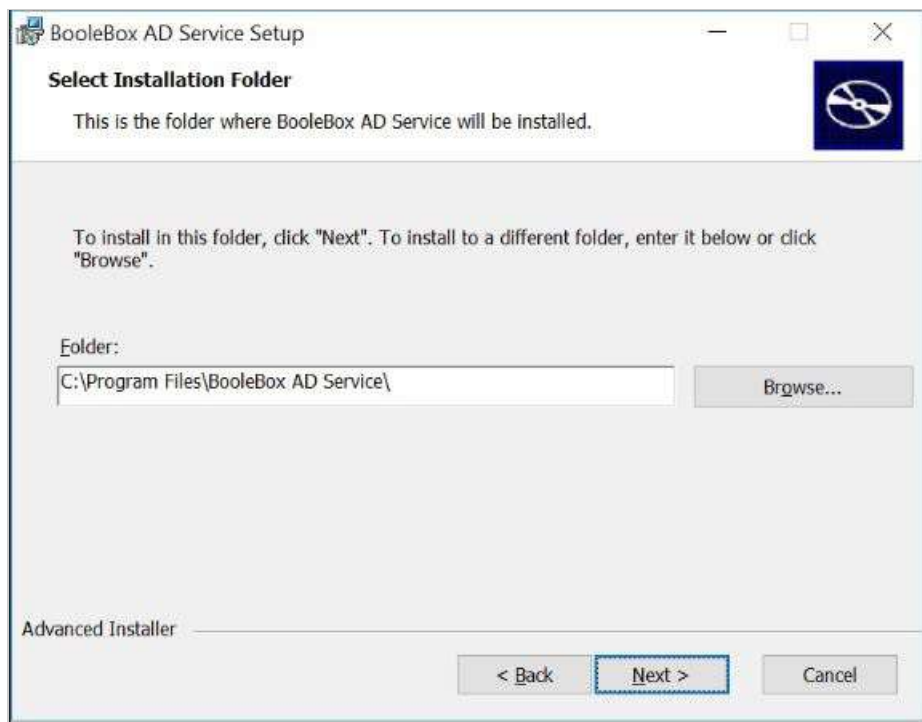 BooleBox AD Service Setup
Select Installation Folder
This is the folder where BooleBox AD Service will be installed.
To install in this folder, click "Next". To install to a different folder, enter it below or click
"Browse".
Folder:
C:\Program Files\BooleBox AD Service\
Browse...
Advanced Installer
< Back
Next >
Cancel